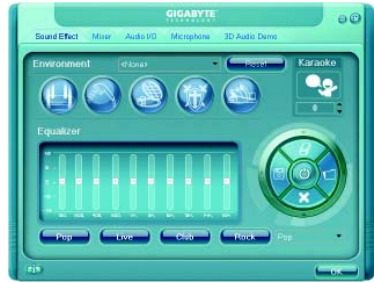 GIGABYTE
TECHNOLOGY
Sound Effect Mixer Audio I/O Microphone 3D Audio Demo
Environment <None> Reset Karaoke
0
Equalizer
Pop Live Club Rock Pop
OK